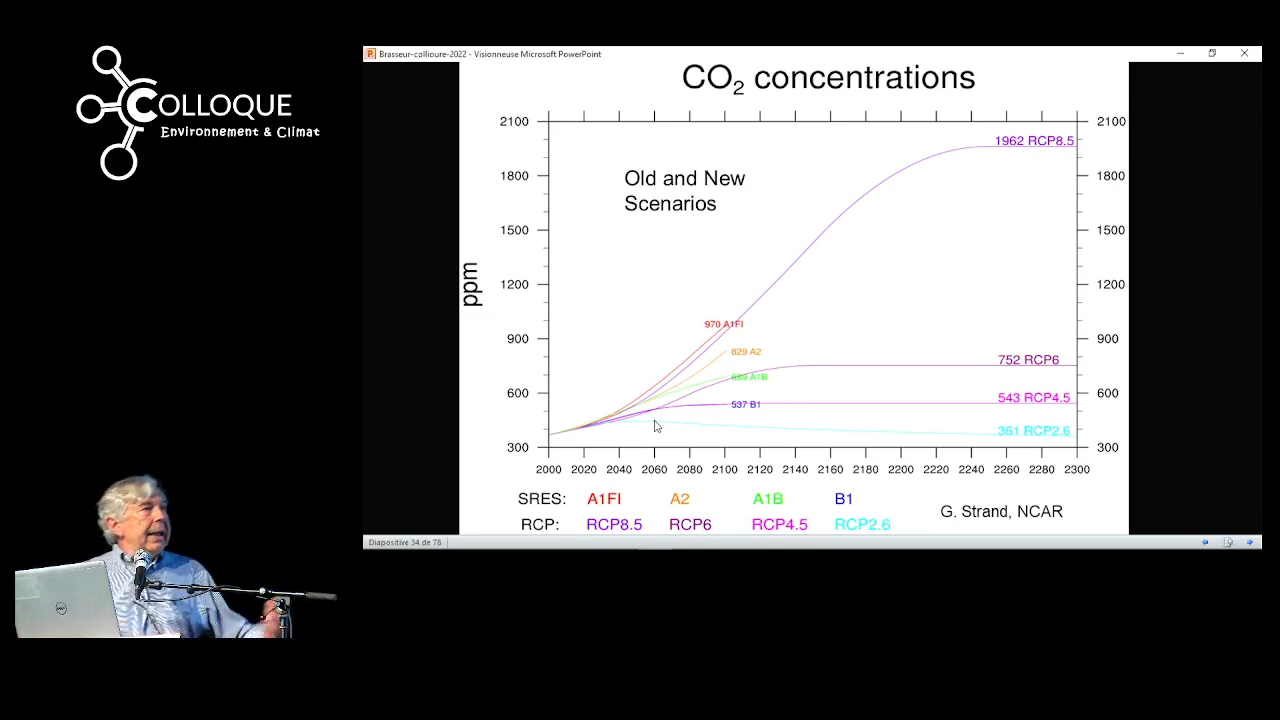 COLLOQUE
Environnement & Climat
Brasseur-collioure-2022 - Visionneuse Microsoft PowerPoint
CO₂ concentrations
Old and New
Scenarios
ppm
2100
1800
1500
1200
900
600
300
2100
1800
1500
1200
900
600
300
1962 RCP8.5
970 A1FI
829 A2
689 A1B
537 B1
752 RCP6
543 RCP4.5
361 RCP2.6
2000 2020 2040 2060 2080 2100 2120 2140 2160 2180 2200 2220 2240 2260 2280 2300
SRES: A1FI A2 A1B B1
RCP: RCP8.5 RCP6 RCP4.5 RCP2.6
G. Strand, NCAR
Diapositive 34 de 78
DELL